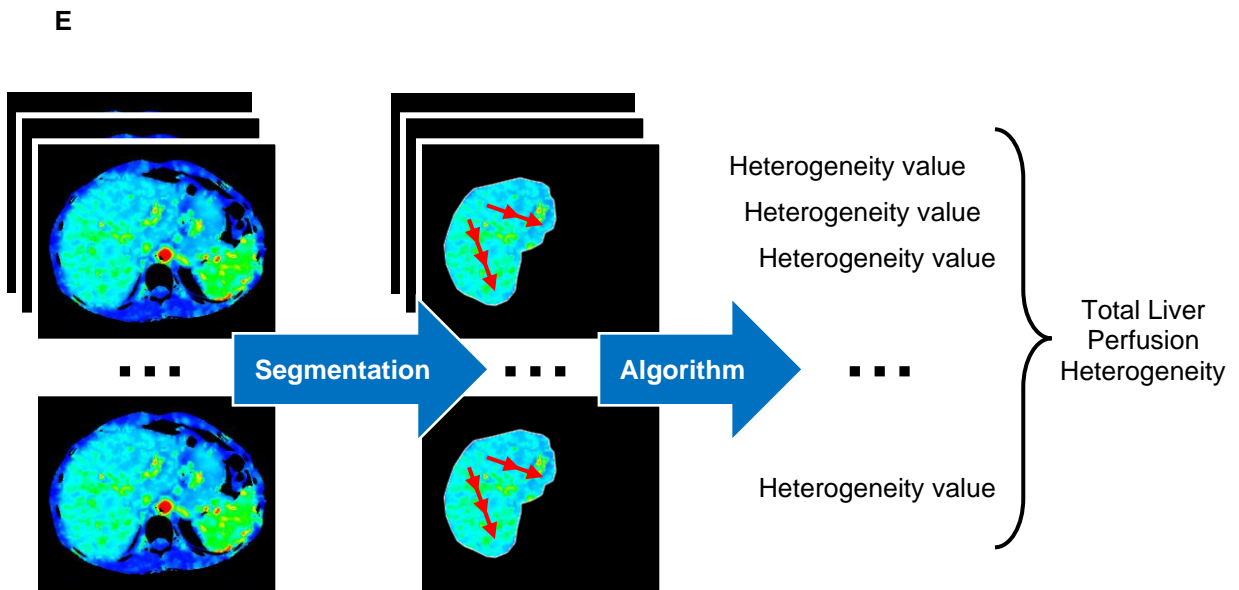 E
Heterogeneity value
Heterogeneity value
Heterogeneity value
Segmentation
Algorithm
Total Liver
Perfusion
Heterogeneity
Heterogeneity value